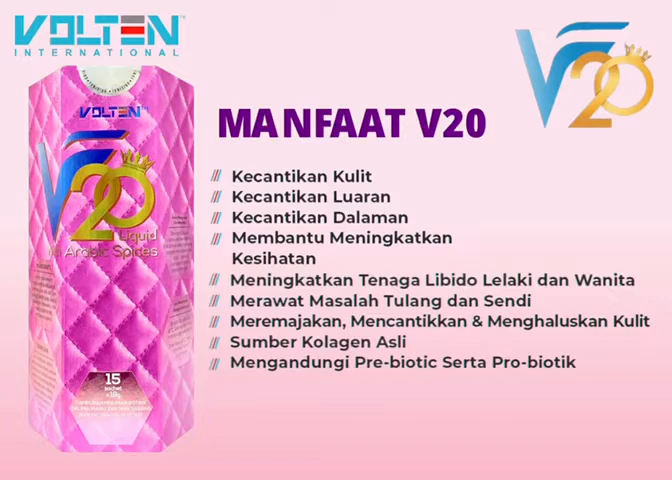 VOLTEN
INTERNATIONAL
V20
VOLTEN
V20
Liquid
Arabic Spices
15
sachet
MANFAAT V20
Kecantikan Kulit
Kecantikan Luaran
Kecantikan Dalaman
Membantu Meningkatkan
Kesihatan
Meningkatkan Tenaga Libido Lelaki dan Wanita
Merawat Masalah Tulang dan Sendi
Meremajakan, Mencantikkan & Menghaluskan Kulit
Sumber Kolagen Asli
Mengandungi Pre-biotic Serta Pro-biotik